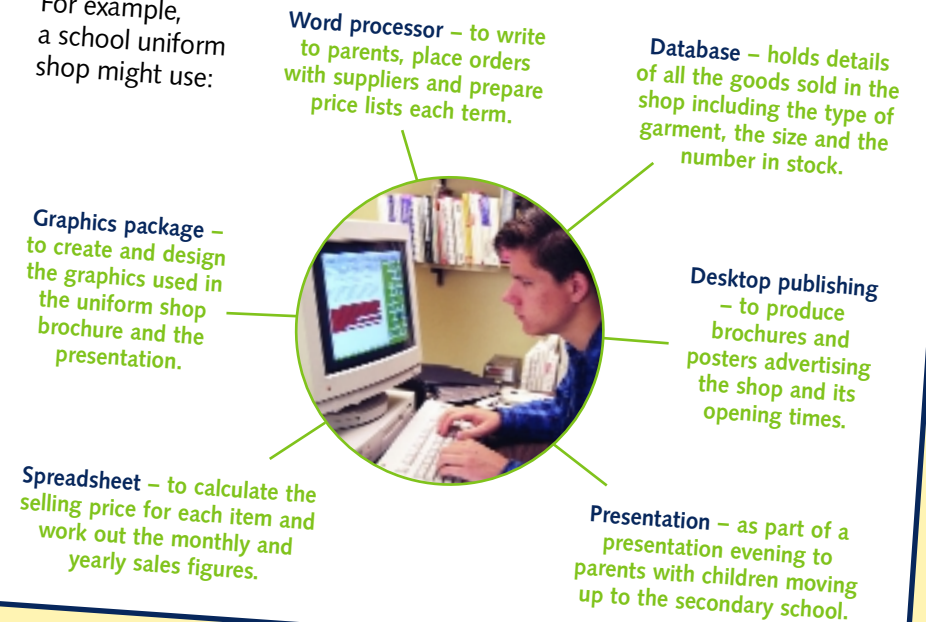 For example,
a school uniform
shop might use:
Word processor – to write
to parents, place orders
with suppliers and prepare
price lists each term.
Database – holds details
of all the goods sold in the
shop including the type of
garment, the size and the
number in stock.
Graphics package –
to create and design
the graphics used in
the uniform shop
brochure and the
presentation.
Desktop publishing
– to produce
brochures and
posters advertising
the shop and its
opening times.
Spreadsheet – to calculate the
selling price for each item and
work out the monthly and
yearly sales figures.
Presentation – as part of a
presentation evening to
parents with children moving
up to the secondary school.